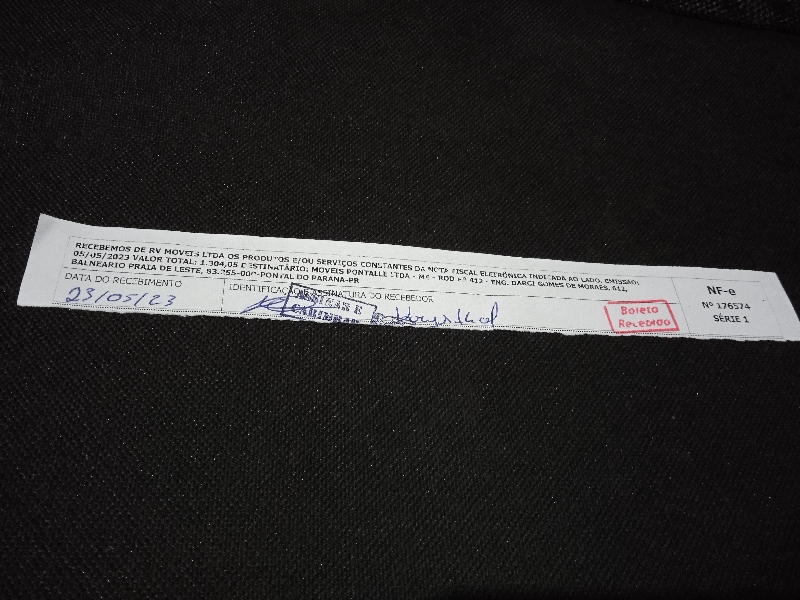 RECEBEMOS DE RV MOVEIS LTDA OS PRODUTOS E/OU SERVIÇOS CONSTANTES DA NOTA FISCAL ELETRÔNICA INDICADA AO LADO. EMISSÃO:
05/05/2023 VALOR TOTAL: 1.304,05 DESTINATÁRIO: MOVEIS PONTALLE LTDA - ME - ROD PR 412 - ENG. DARCI GOMES DE MORAES, 612,
BALNEARIO PRAIA DE LESTE, 83.255-000-PONTAL DO PARANA-PR
DATA DO RECEBIMENTO
23/05/23
IDENTIFICAÇÃO E ASSINATURA DO RECEBEDOR
CONFERIR E
CARIMBAR
Boleto
Recebido
NF-e
Nº 176574
SÉRIE 1